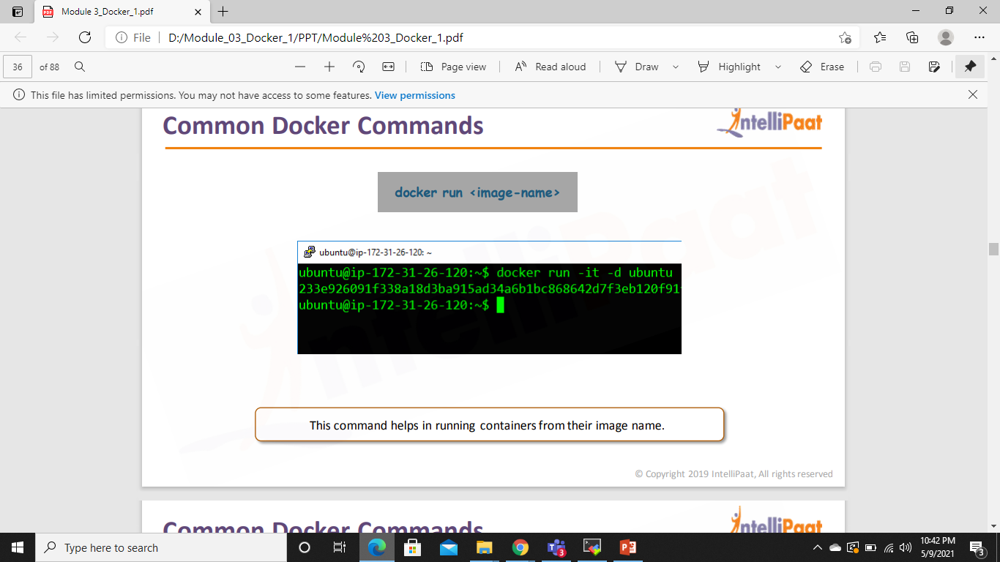 Module 3_Docker_1.pdf
File
D:/Module_03_Docker_1/PPT/Module%203_Docker_1.pdf
36
of 88
Page view
Read aloud
Draw
Highlight
Erase
This file has limited permissions. You may not have access to some features. View permissions
Common Docker Commands
IntelliPaat
docker run <image-name>
ubuntu@ip-172-31-26-120: ~
ubuntu@ip-172-31-26-120:~$ docker run -it -d ubuntu
233e926091f338a18d3ba915ad34a6b1bc868642d7f3eb120f91
ubuntu@ip-172-31-26-120:~$
This command helps in running containers from their image name.
© Copyright 2019 IntelliPaat, All rights reserved
Common Docker Commands
IntelliPaat
Type here to search
3
10:42 PM
5/9/2021
3